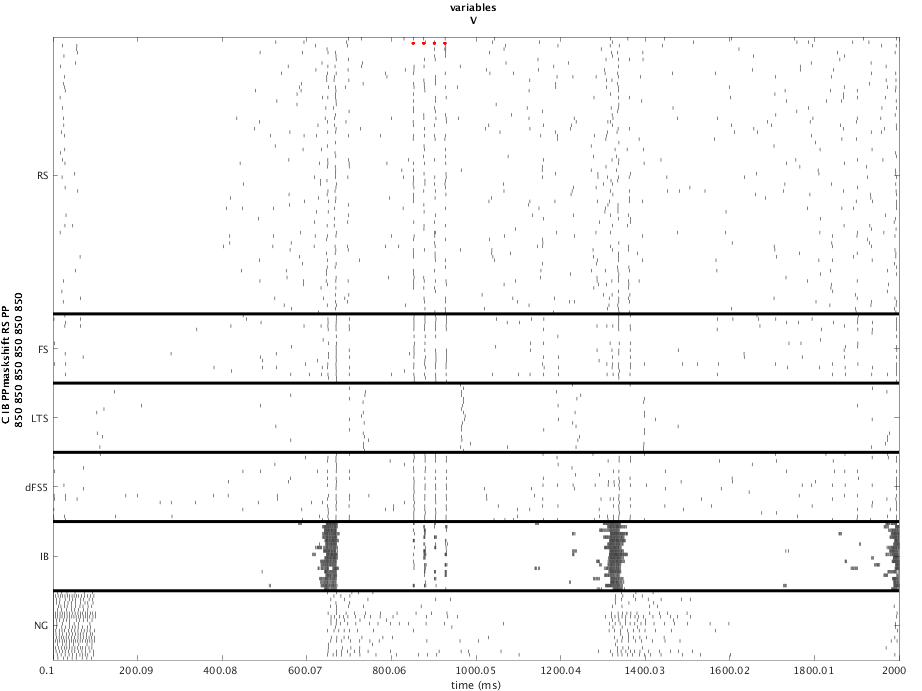 variables
V
C IB PPmaskshift RS PP
850 850 850 850 850 850
RS
FS
LTS
dFS5
IB
NG
0.1 200.09 400.08 600.07 800.06 1000.05 1200.04 1400.03 1600.02 1800.01 2000
time (ms)